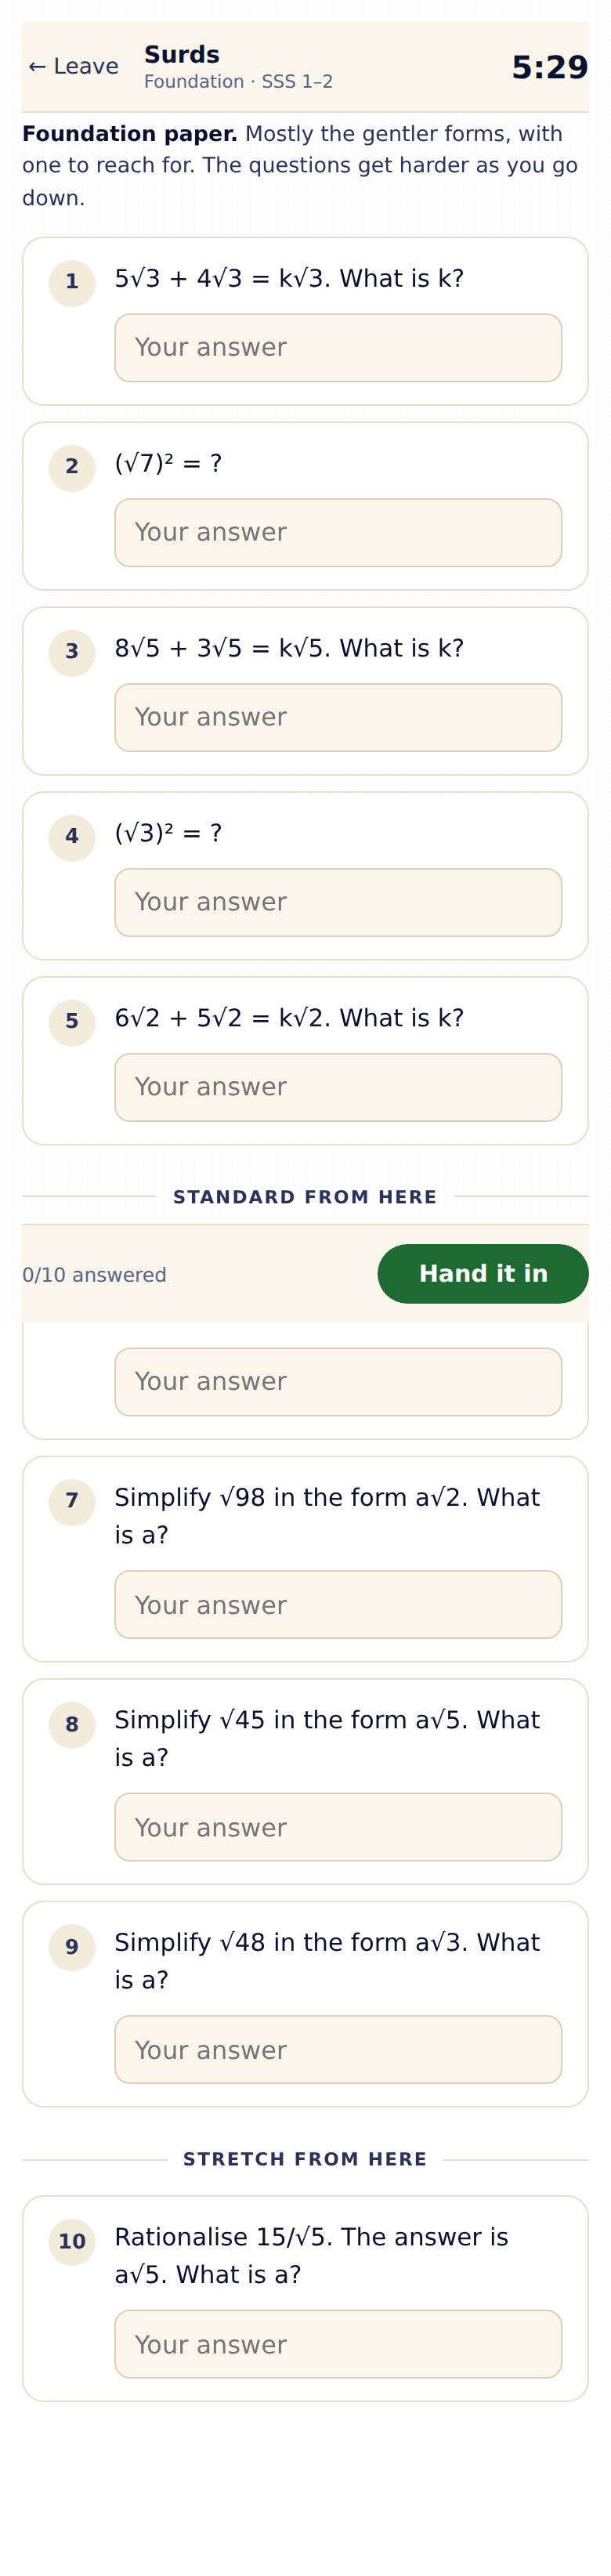 ← Leave
Surds
Foundation · SSS 1–2
5:29
Foundation paper. Mostly the gentler forms, with
one to reach for. The questions get harder as you go
down.
1
5√3 + 4√3 = k√3. What is k?
Your answer
2
(√7)² = ?
Your answer
3
8√5 + 3√5 = k√5. What is k?
Your answer
4
(√3)² = ?
Your answer
5
6√2 + 5√2 = k√2. What is k?
Your answer
STANDARD FROM HERE
0/10 answered
Hand it in
Your answer
7
Simplify √98 in the form a√2. What
is a?
Your answer
8
Simplify √45 in the form a√5. What
is a?
Your answer
9
Simplify √48 in the form a√3. What
is a?
Your answer
STRETCH FROM HERE
10
Rationalise 15/√5. The answer is
a√5. What is a?
Your answer